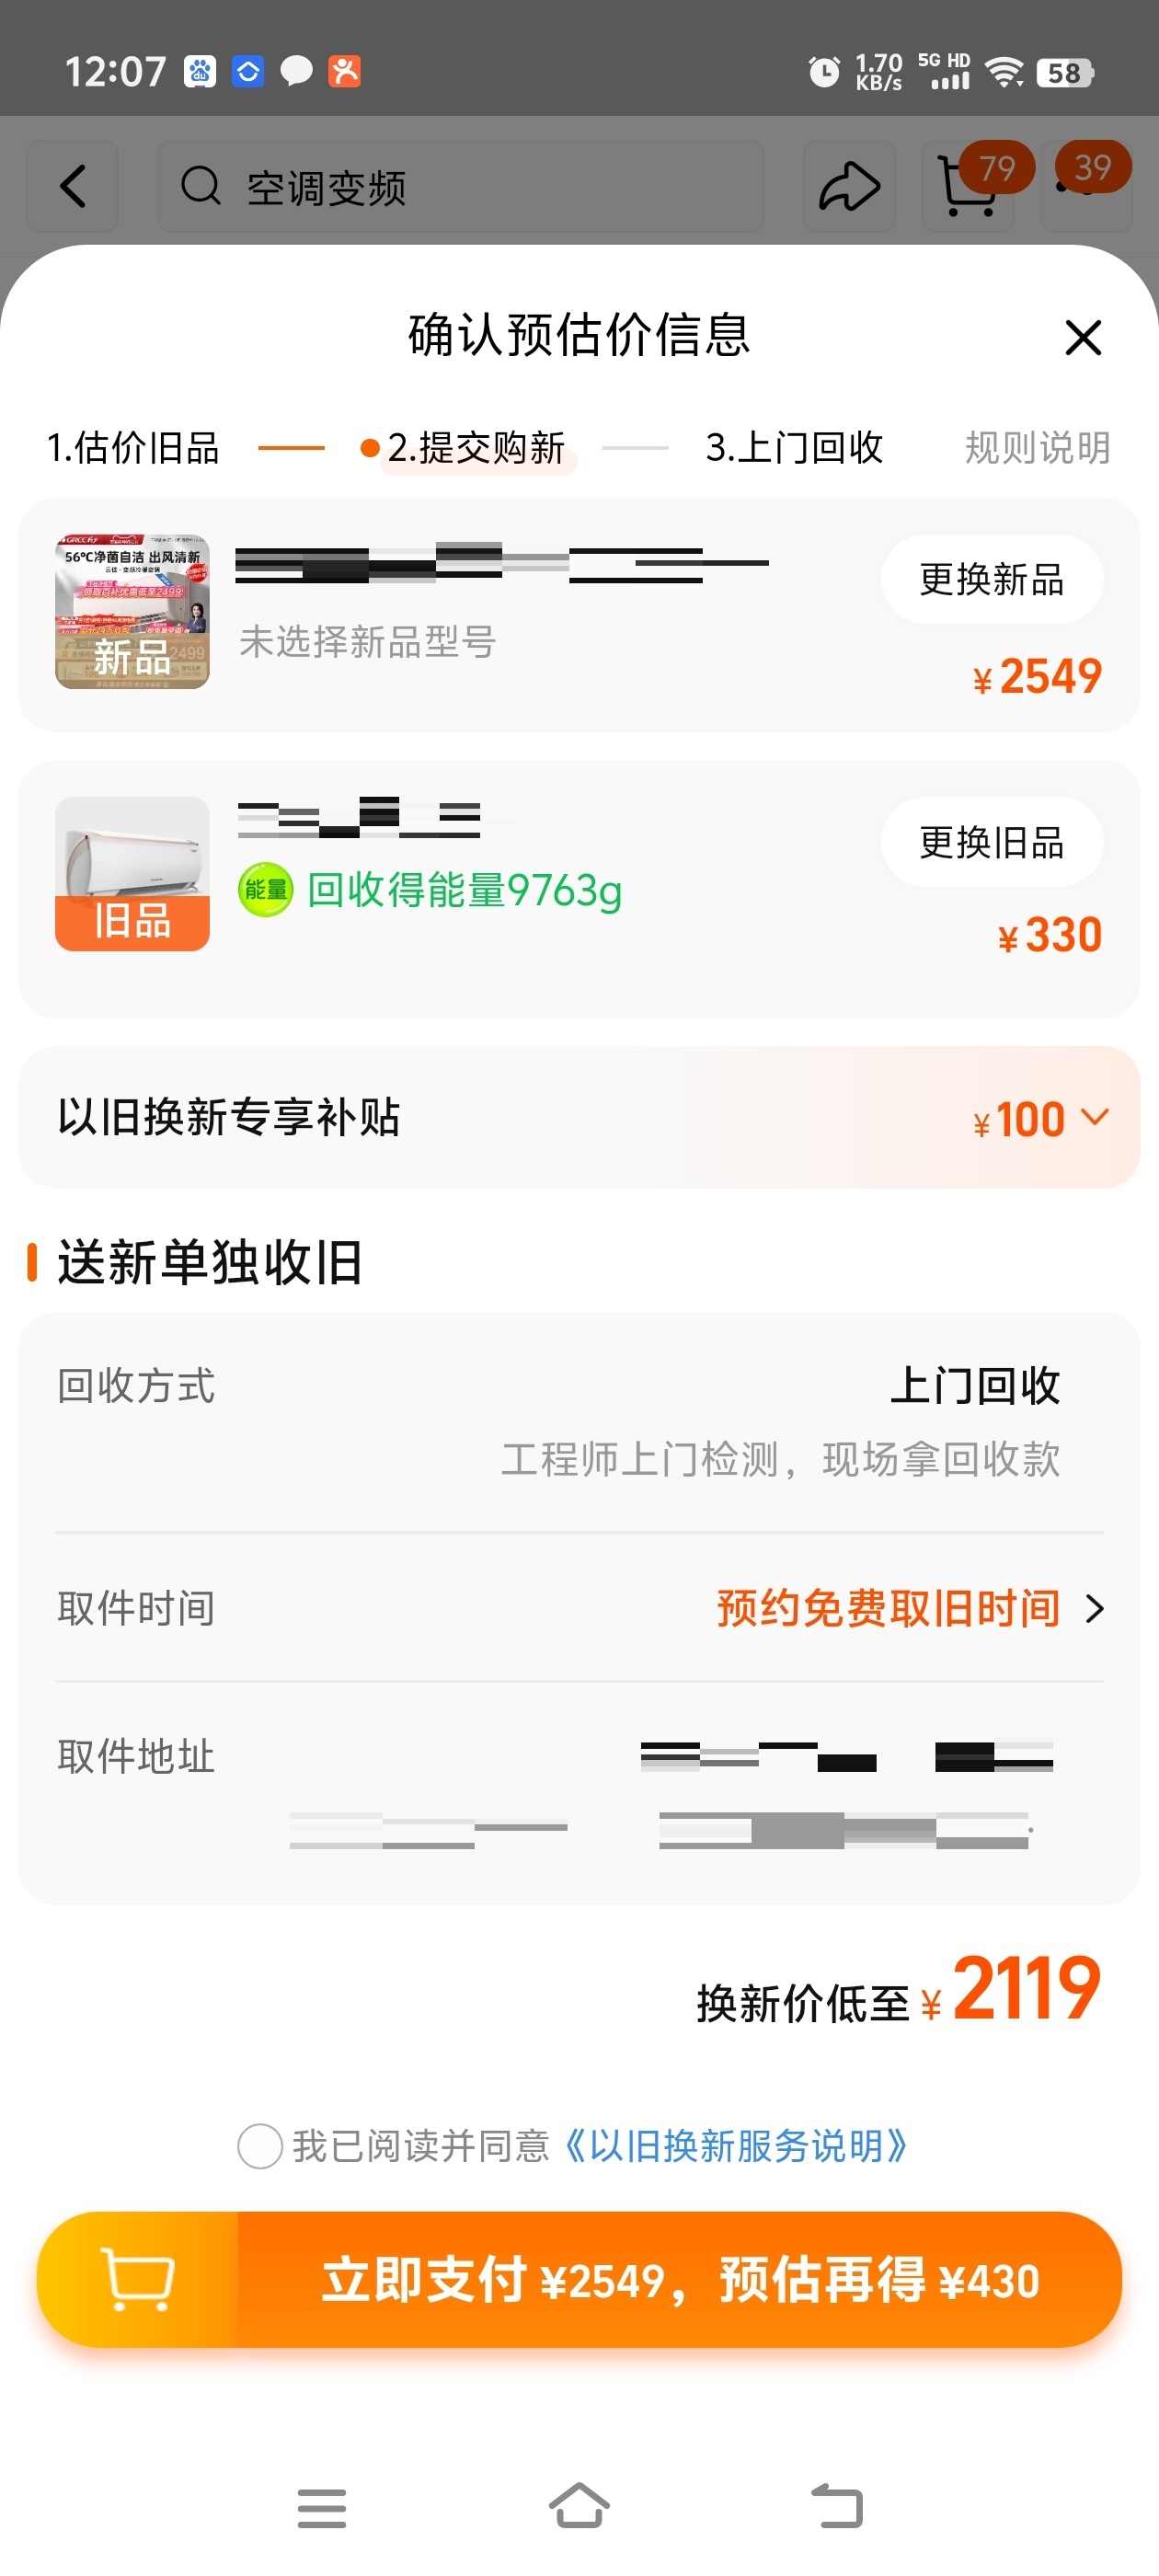 12:07
1.70
KB/s
5G HD
58
空调变频
79
39
确认预估价信息
1.估价旧品
2.提交购新
3.上门回收
规则说明
56℃净菌自洁 出风清新
新品
未选择新品型号
更换新品
¥2549
旧品
能量
回收得能量9763g
更换旧品
¥330
以旧换新专享补贴
¥100
送新单独收旧
回收方式
上门回收
工程师上门检测，现场拿回收款
取件时间
预约免费取旧时间
取件地址
换新价低至 ¥2119
我已阅读并同意《以旧换新服务说明》
立即支付 ¥2549，预估再得 ¥430